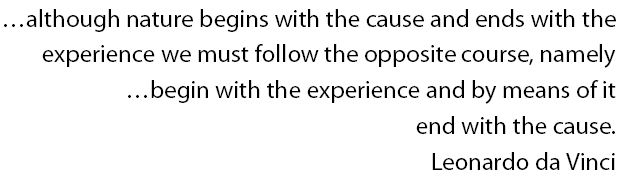 …although nature begins with the cause and ends with the
experience we must follow the opposite course, namely
…begin with the experience and by means of it
end with the cause.
Leonardo da Vinci